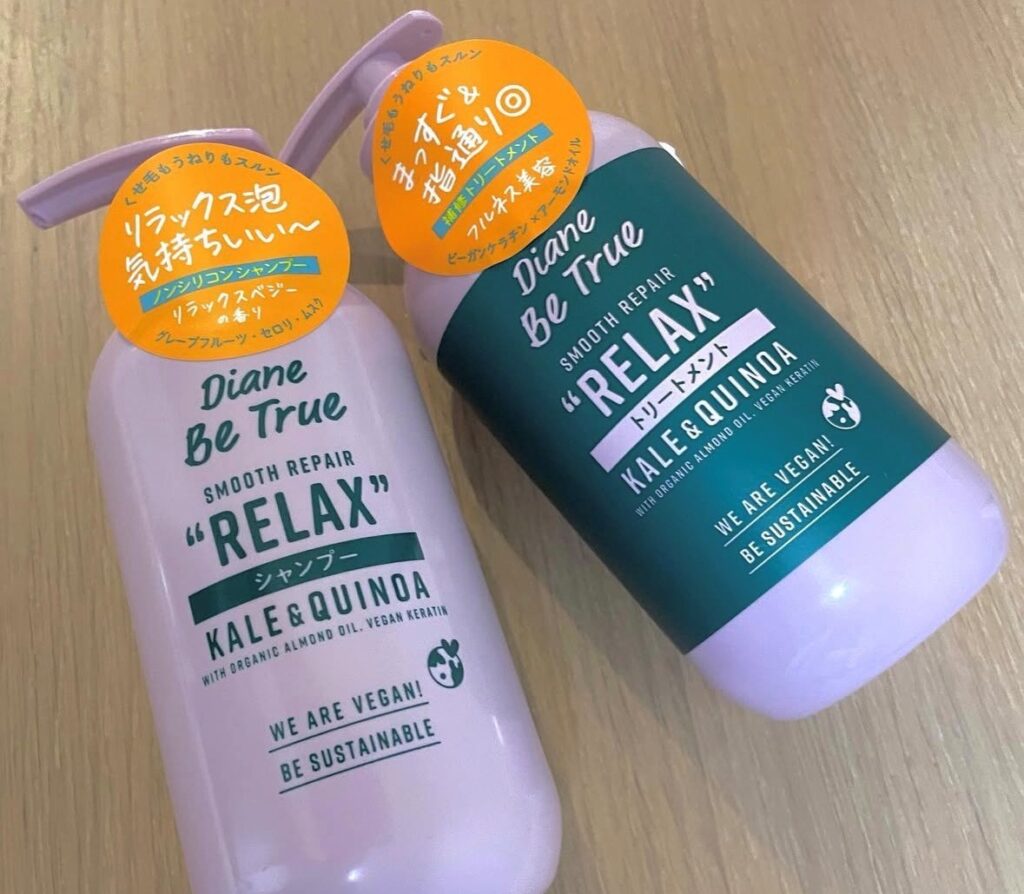 くせ毛もうねりもスルン
リラックス泡
気持ちいい〜
ノンシリコンシャンプー
リラックスベジー
の香り
グレープフルーツ・セロリ・ムスク
Diane
Be True
SMOOTH REPAIR
“RELAX”
シャンプー
KALE & QUINOA
WITH ORGANIC ALMOND OIL, VEGAN KERATIN
WE ARE VEGAN!
BE SUSTAINABLE
くせ毛もうねりもスルン
まっすぐ&
指通り◎
補修トリートメント
フルネス美容
ビーガンケラチン×アーモンドオイル
Diane
Be True
SMOOTH REPAIR
“RELAX”
トリートメント
KALE & QUINOA
WITH ORGANIC ALMOND OIL, VEGAN KERATIN
WE ARE VEGAN!
BE SUSTAINABLE